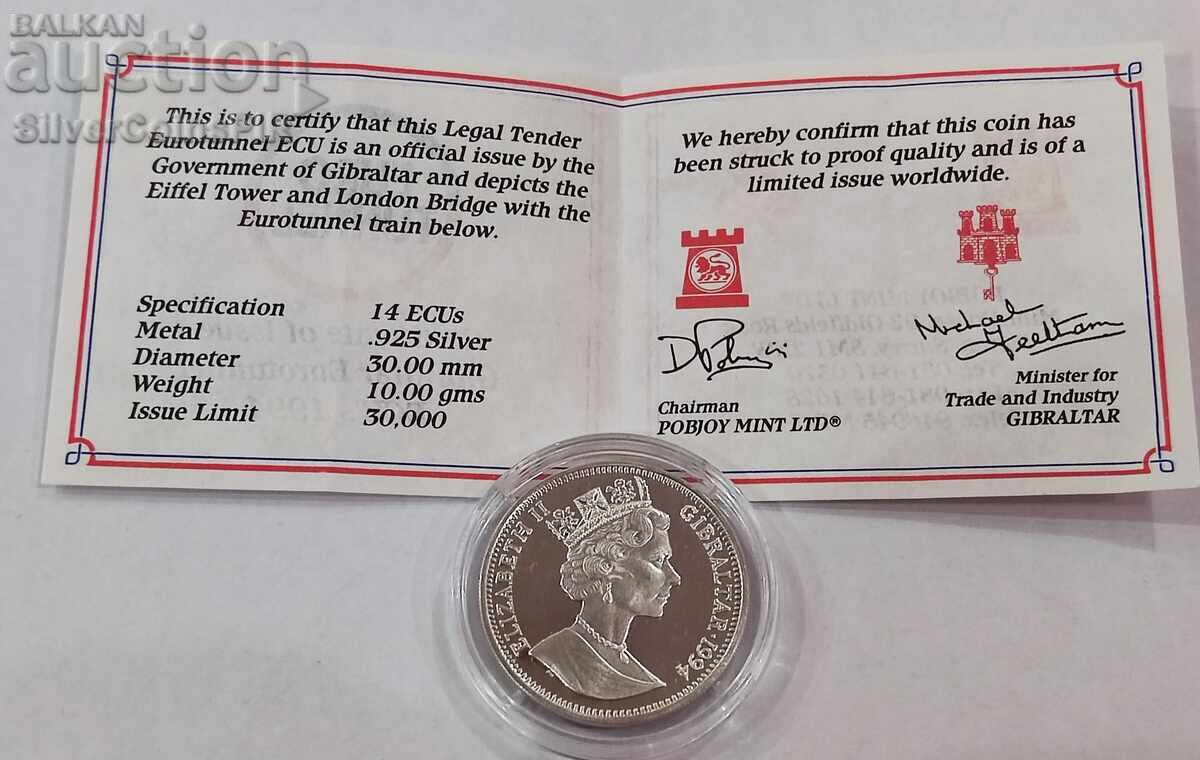 BALKAN
auction
SilverCoins
This is to certify that this Legal Tender
Eurotunnel ECU is an official issue by the
Government of Gibraltar and depicts the
Eiffel Tower and London Bridge with the
Eurotunnel train below.
Specification 14 ECUs
Metal .925 Silver
Diameter 30.00 mm
Weight 10.00 gms
Issue Limit 30,000
We hereby confirm that this coin has
been struck to proof quality and is of a
limited issue worldwide.
Michael Feetham
Chairman
POBJOY MINT LTD®
Minister for
Trade and Industry
GIBRALTAR
ELIZABETH II GIBRALTAR · 1994